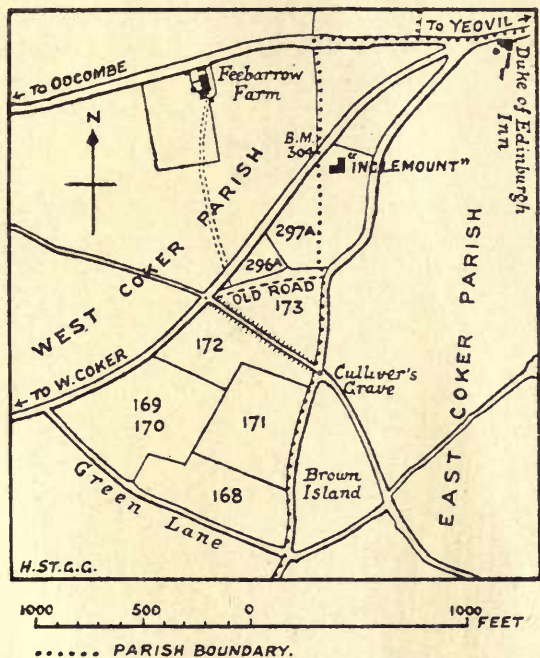 TO YEOVIL
← TO ODCOMBE
Feebarrow
Farm
Duke of Edinburgh
Inn
N
B.M.
304
"INGLEMOUNT"
WEST COKER PARISH
297A
296A
OLD ROAD
173
EAST COKER PARISH
172
← TO W. COKER
Culliver's
Grave
169
170
171
Brown
Island
168
Green Lane
H.ST.G.G.
1000 500 0 1000 FEET
...... PARISH BOUNDARY.